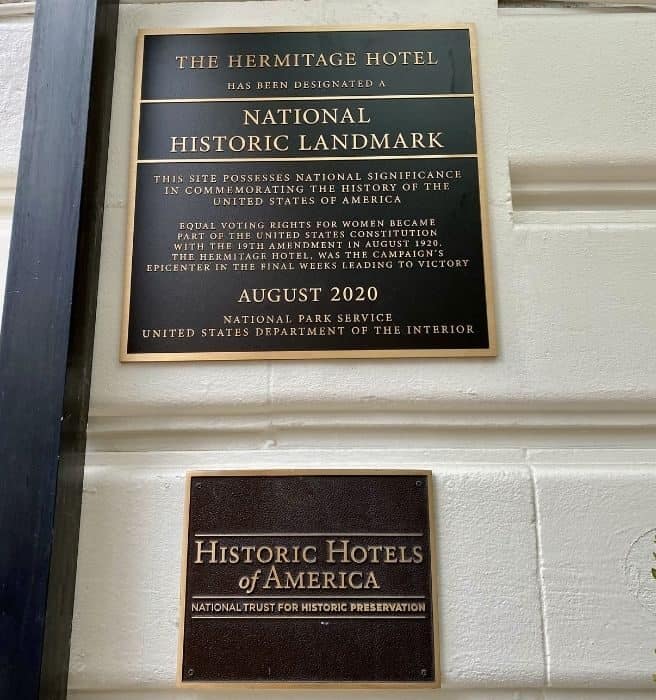 THE HERMITAGE HOTEL
HAS BEEN DESIGNATED A
NATIONAL
HISTORIC LANDMARK
THIS SITE POSSESSES NATIONAL SIGNIFICANCE
IN COMMEMORATING THE HISTORY OF THE
UNITED STATES OF AMERICA
EQUAL VOTING RIGHTS FOR WOMEN BECAME
PART OF THE UNITED STATES CONSTITUTION
WITH THE 19TH AMENDMENT IN AUGUST 1920.
THE HERMITAGE HOTEL, WAS THE CAMPAIGN'S
EPICENTER IN THE FINAL WEEKS LEADING TO VICTORY
AUGUST 2020
NATIONAL PARK SERVICE
UNITED STATES DEPARTMENT OF THE INTERIOR
HISTORIC HOTELS
of AMERICA
NATIONAL TRUST FOR HISTORIC PRESERVATION